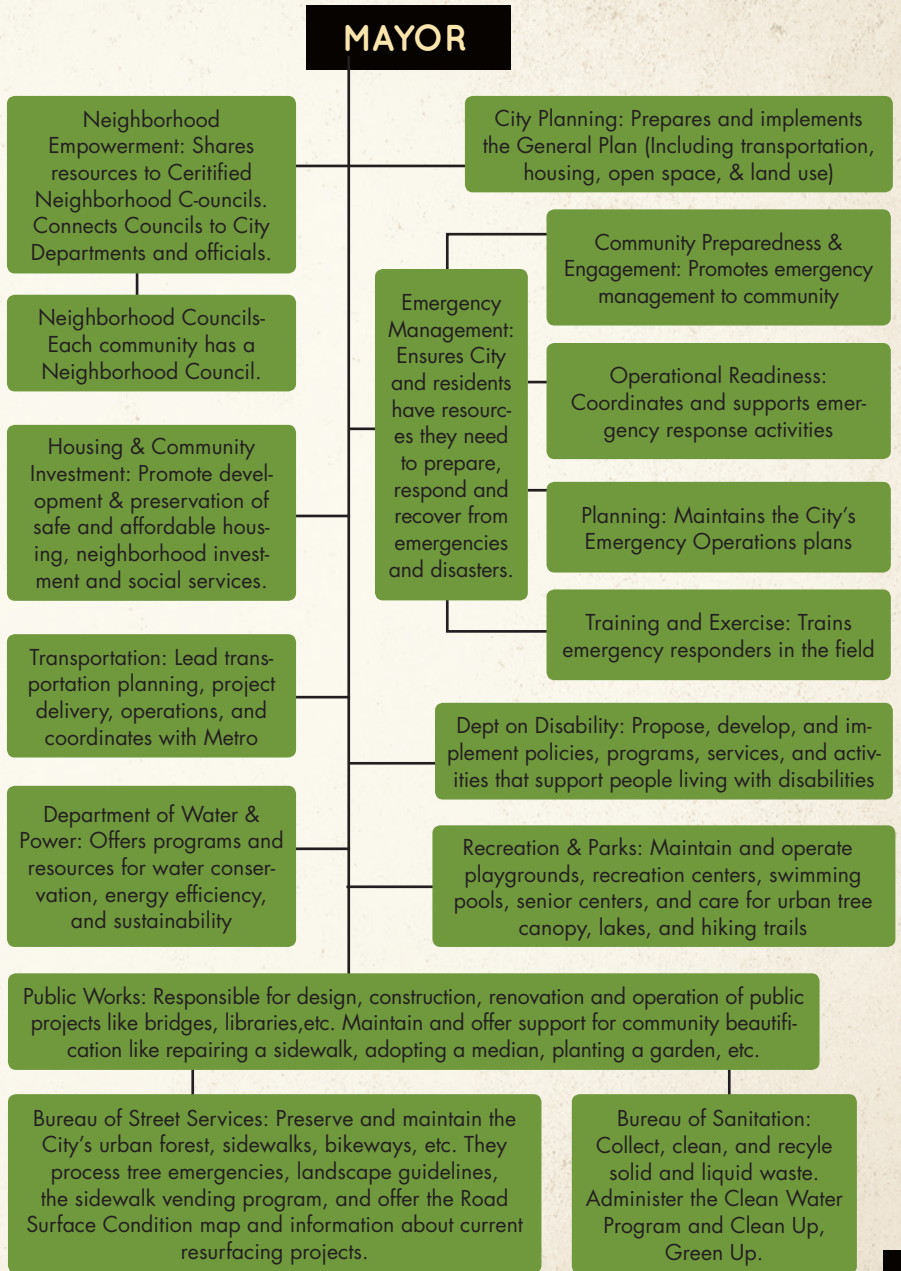 MAYOR
Neighborhood
Empowerment: Shares
resources to Ceritified
Neighborhood C-ouncils.
Connects Councils to City
Departments and officials.
City Planning: Prepares and implements
the General Plan (Including transportation,
housing, open space, & land use)
Neighborhood Councils-
Each community has a
Neighborhood Council.
Emergency
Management:
Ensures City
and residents
have resourc-
es they need
to prepare,
respond and
recover from
emergencies
and disasters.
Community Preparedness &
Engagement: Promotes emergency
management to community
Operational Readiness:
Coordinates and supports emer-
gency response activities
Planning: Maintains the City's
Emergency Operations plans
Training and Exercise: Trains
emergency responders in the field
Housing & Community
Investment: Promote devel-
opment & preservation of
safe and affordable hous-
ing, neighborhood invest-
ment and social services.
Transportation: Lead trans-
portation planning, project
delivery, operations, and
coordinates with Metro
Dept on Disability: Propose, develop, and im-
plement policies, programs, services, and activ-
ities that support people living with disabilities
Department of Water &
Power: Offers programs and
resources for water conser-
vation, energy efficiency,
and sustainability
Recreation & Parks: Maintain and operate
playgrounds, recreation centers, swimming
pools, senior centers, and care for urban tree
canopy, lakes, and hiking trails
Public Works: Responsible for design, construction, renovation and operation of public
projects like bridges, libraries,etc. Maintain and offer support for community beautifi-
cation like repairing a sidewalk, adopting a median, planting a garden, etc.
Bureau of Street Services: Preserve and maintain the
City's urban forest, sidewalks, bikeways, etc. They
process tree emergencies, landscape guidelines,
the sidewalk vending program, and offer the Road
Surface Condition map and information about current
resurfacing projects.
Bureau of Sanitation:
Collect, clean, and recyle
solid and liquid waste.
Administer the Clean Water
Program and Clean Up,
Green Up.